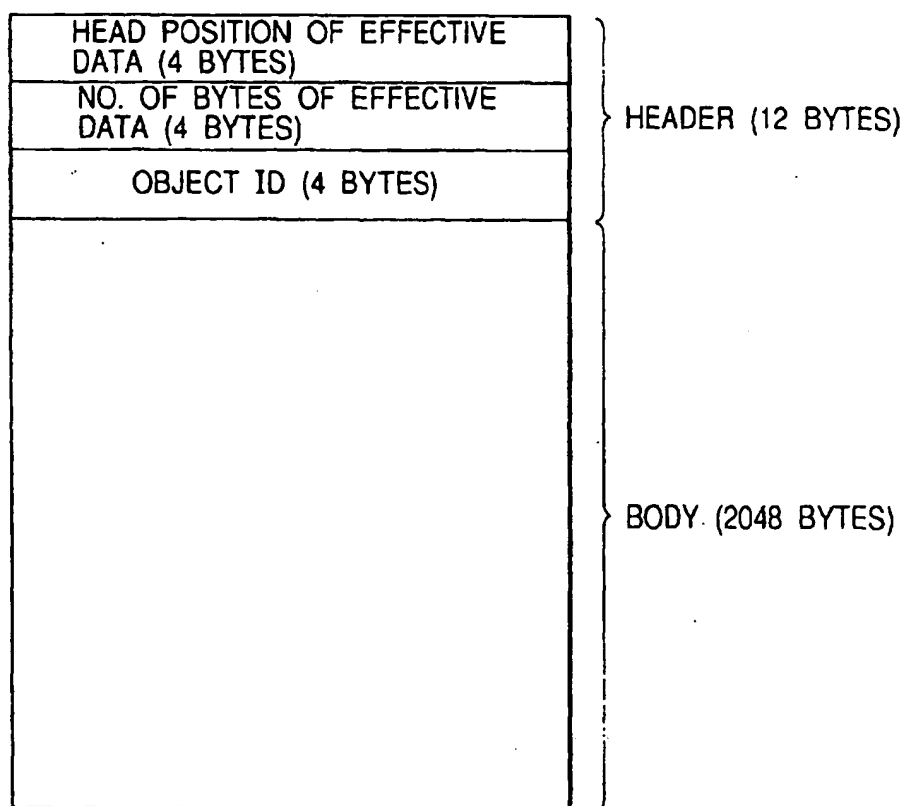 HEAD POSITION OF EFFECTIVE
DATA (4 BYTES)
NO. OF BYTES OF EFFECTIVE
DATA (4 BYTES)
OBJECT ID (4 BYTES)
HEADER (12 BYTES)
BODY (2048 BYTES)